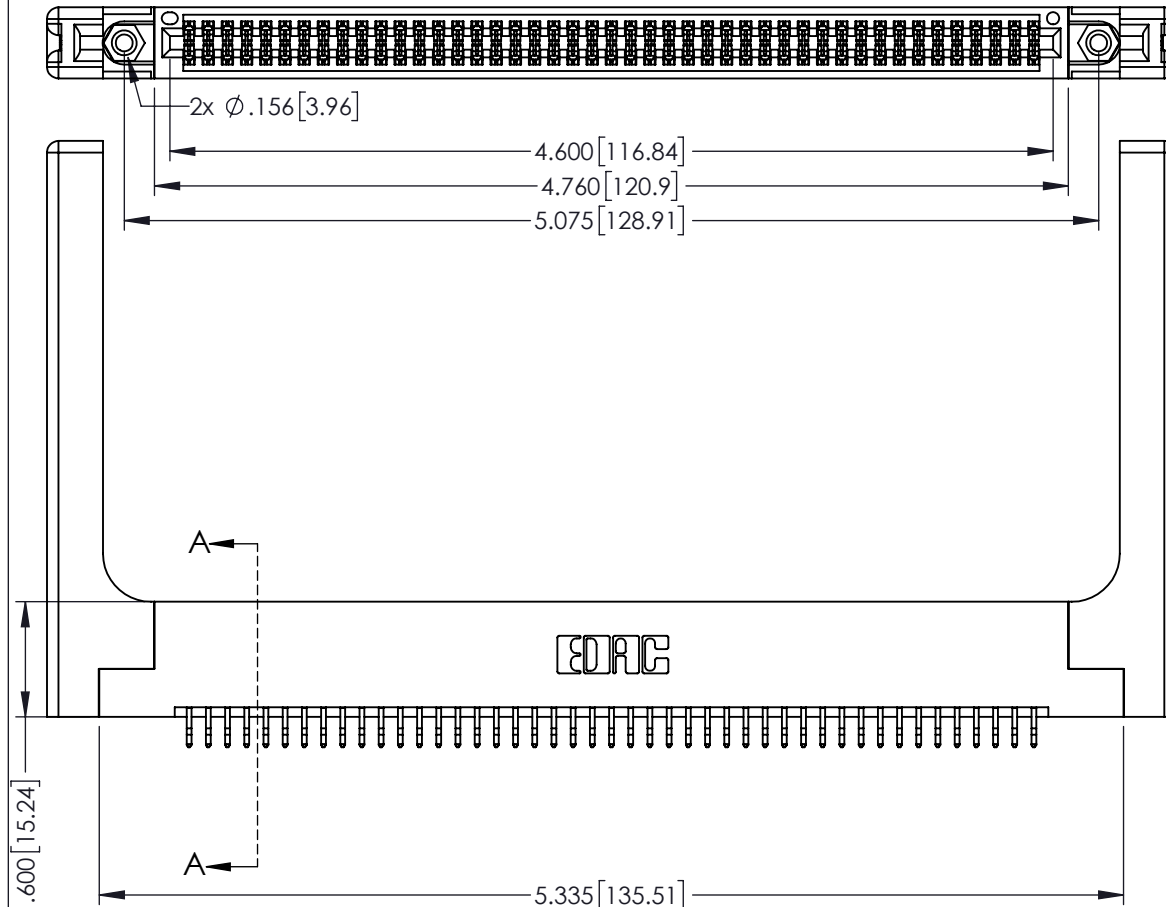 2x Ø.156[3.96]
4.600[116.84]
4.760[120.9]
5.075[128.91]
A
EDAC
A
.600[15.24]
5.335[135.51]